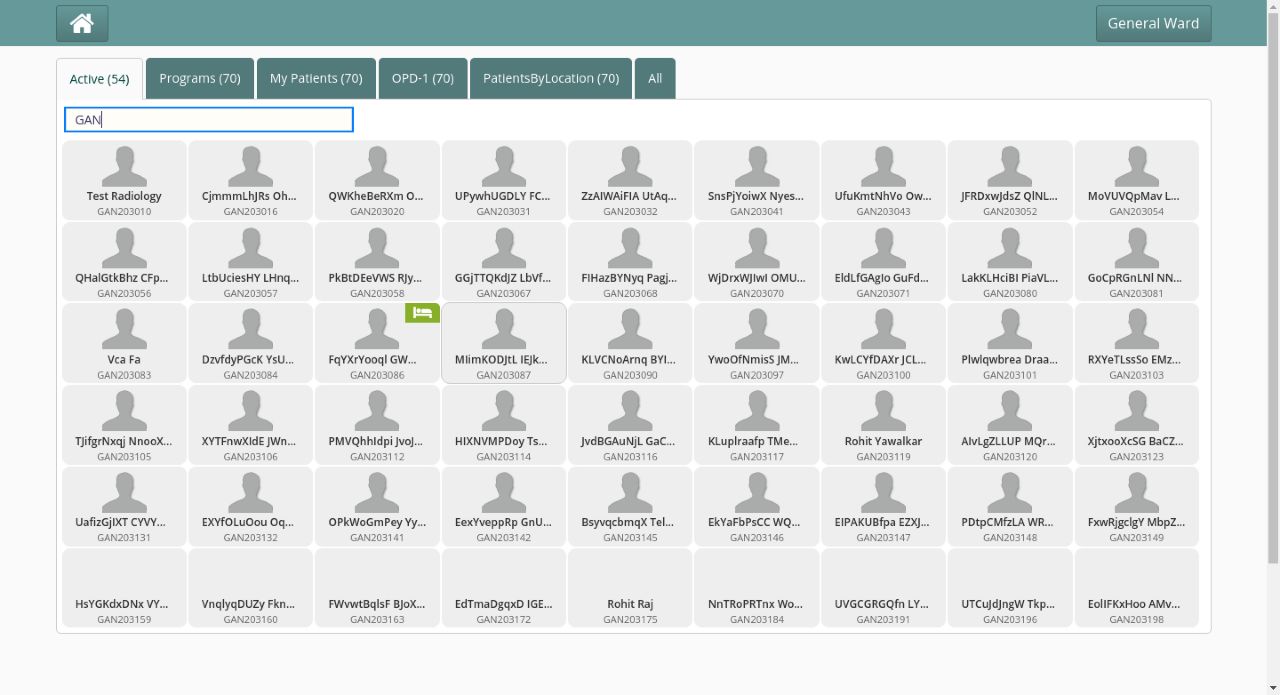 General Ward
Active (54) Programs (70) My Patients (70) OPD-1 (70) PatientsByLocation (70) All
GAN
Test Radiology CjmmmLhJRs Oh... QWKheBeRXm O... UPywhUGDLY FC... ZzAIWAiFIA UtAq... SnsPjYoiwX Nyes... UfuKmtNhVo Ow... JFRDxwJdsZ QlNL... MoVUVQpMav L...
GAN203010 GAN203016 GAN203020 GAN203031 GAN203032 GAN203041 GAN203043 GAN203052 GAN203054
QHalGtkBhz CFp... LtbUciesHY LHnq... PkBtDEeVWS RJy... GGjTTQKdJZ LbVf... FIHazBYNyq Pagj... WjDrxWJIwI OMU... EldLfGAgIo GuFd... LakKLHciBI PiaVL... GoCpRGnLNl NN...
GAN203056 GAN203057 GAN203058 GAN203067 GAN203068 GAN203070 GAN203071 GAN203080 GAN203081
Vca Fa DzvfdyPGcK YsU... FqYXrYooql GW... MIimKODJtL IEJk... KLVCNoArnq BYI... YwoOfNmisS JM... KwLCYfDAXr JCL... Plwlqwbrea Draa... RXYeTLssSo EMz...
GAN203083 GAN203084 GAN203086 GAN203087 GAN203090 GAN203097 GAN203100 GAN203101 GAN203103
TJifgrNxqj NnooX... XYTFnwXIdE JWn... PMVQhhIdpi JvoJ... HIXNVMPDoy Ts... JvdBGAuNjL GaC... KLuplraafp TMe... Rohit Yawalkar AIvLgZLLUP MQr... XjtxooXcSG BaCZ...
GAN203105 GAN203106 GAN203112 GAN203114 GAN203116 GAN203117 GAN203119 GAN203120 GAN203123
UafizGjIXT CYVY... EXYfOLuOou Oq... OPkWoGmPey Yy... EexYveppRp GnU... BsyvqcbmqX Tel... EkYaFbPsCC WQ... EIPAKUBfpa EZXJ... PDtpCMfzLA WR... FxwRjgclgY MbpZ...
GAN203131 GAN203132 GAN203141 GAN203142 GAN203145 GAN203146 GAN203147 GAN203148 GAN203149
HsYGKdxDNx VY... VnqlyqDUZy Fkn... FWvwtBqlsF BJoX... EdTmaDgqxD IGE... Rohit Raj NnTRoPRTnx Wo... UVGCGRGQfn LY... UTCuJdJngW Tkp... EolIFKxHoo AMv...
GAN203159 GAN203160 GAN203163 GAN203172 GAN203175 GAN203184 GAN203191 GAN203196 GAN203198